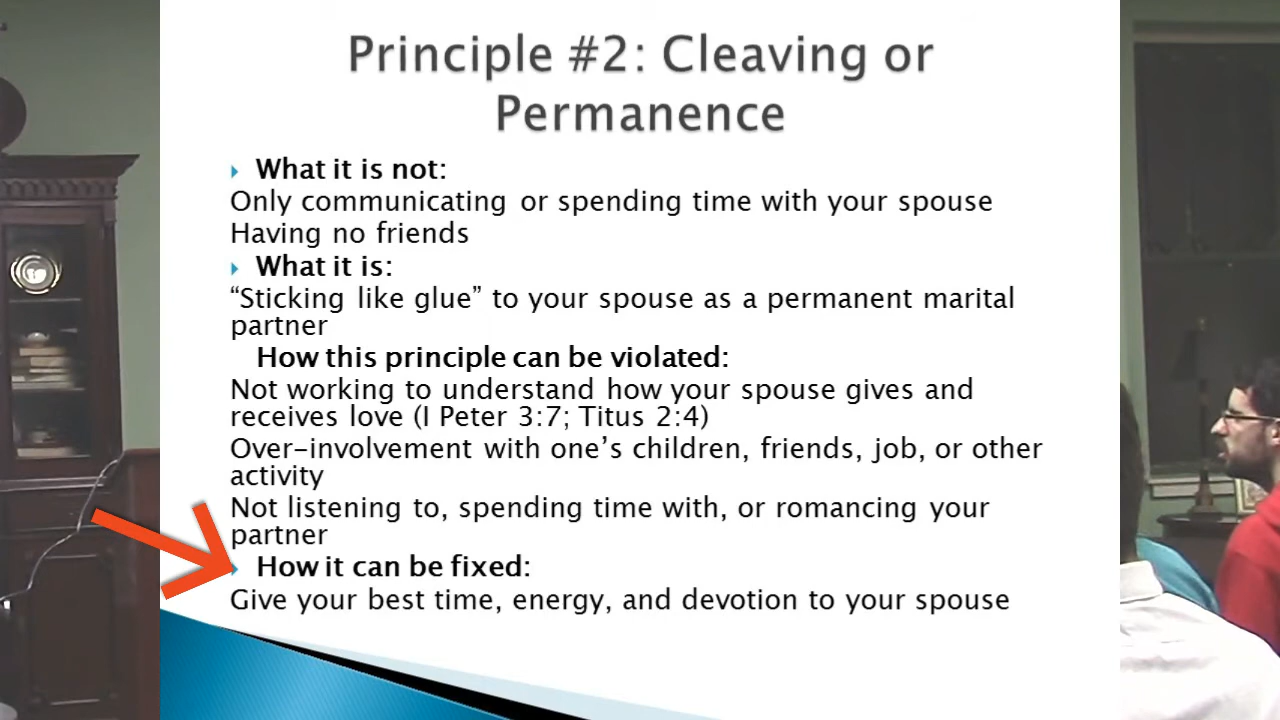 Principle #2: Cleaving or
Permanence
What it is not:
Only communicating or spending time with your spouse
Having no friends
What it is:
“Sticking like glue” to your spouse as a permanent marital
partner
How this principle can be violated:
Not working to understand how your spouse gives and
receives love (I Peter 3:7; Titus 2:4)
Over-involvement with one’s children, friends, job, or other
activity
Not listening to, spending time with, or romancing your
partner
How it can be fixed:
Give your best time, energy, and devotion to your spouse